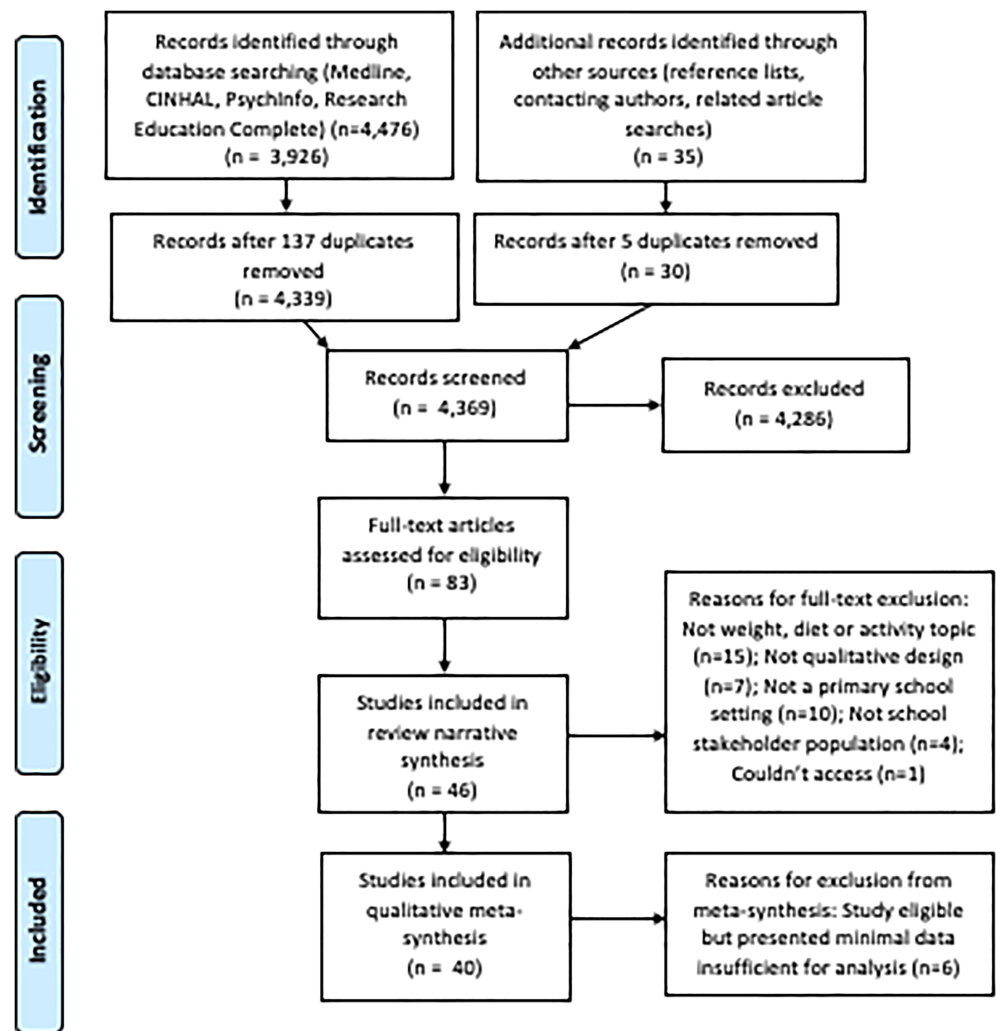 Identification
Records identified through
database searching (Medline,
CINHAL, PsychInfo, Research
Education Complete) (n=4,476)
(n = 3,926)
Additional records identified through
other sources (reference lists,
contacting authors, related article
searches)
(n = 35)
Records after 137 duplicates
removed
(n = 4,339)
Records after 5 duplicates removed
(n = 30)
Screening
Records screened
(n = 4,369)
Records excluded
(n = 4,286)
Eligibility
Full-text articles
assessed for eligibility
(n = 83)
Reasons for full-text exclusion:
Not weight, diet or activity topic
(n=15); Not qualitative design
(n=7); Not a primary school
setting (n=10); Not school
stakeholder population (n=4);
Couldn't access (n=1)
Studies included in
review narrative
synthesis
(n = 46)
Included
Studies included in
qualitative meta-
synthesis
(n = 40)
Reasons for exclusion from
meta-synthesis: Study eligible
but presented minimal data
insufficient for analysis (n=6)